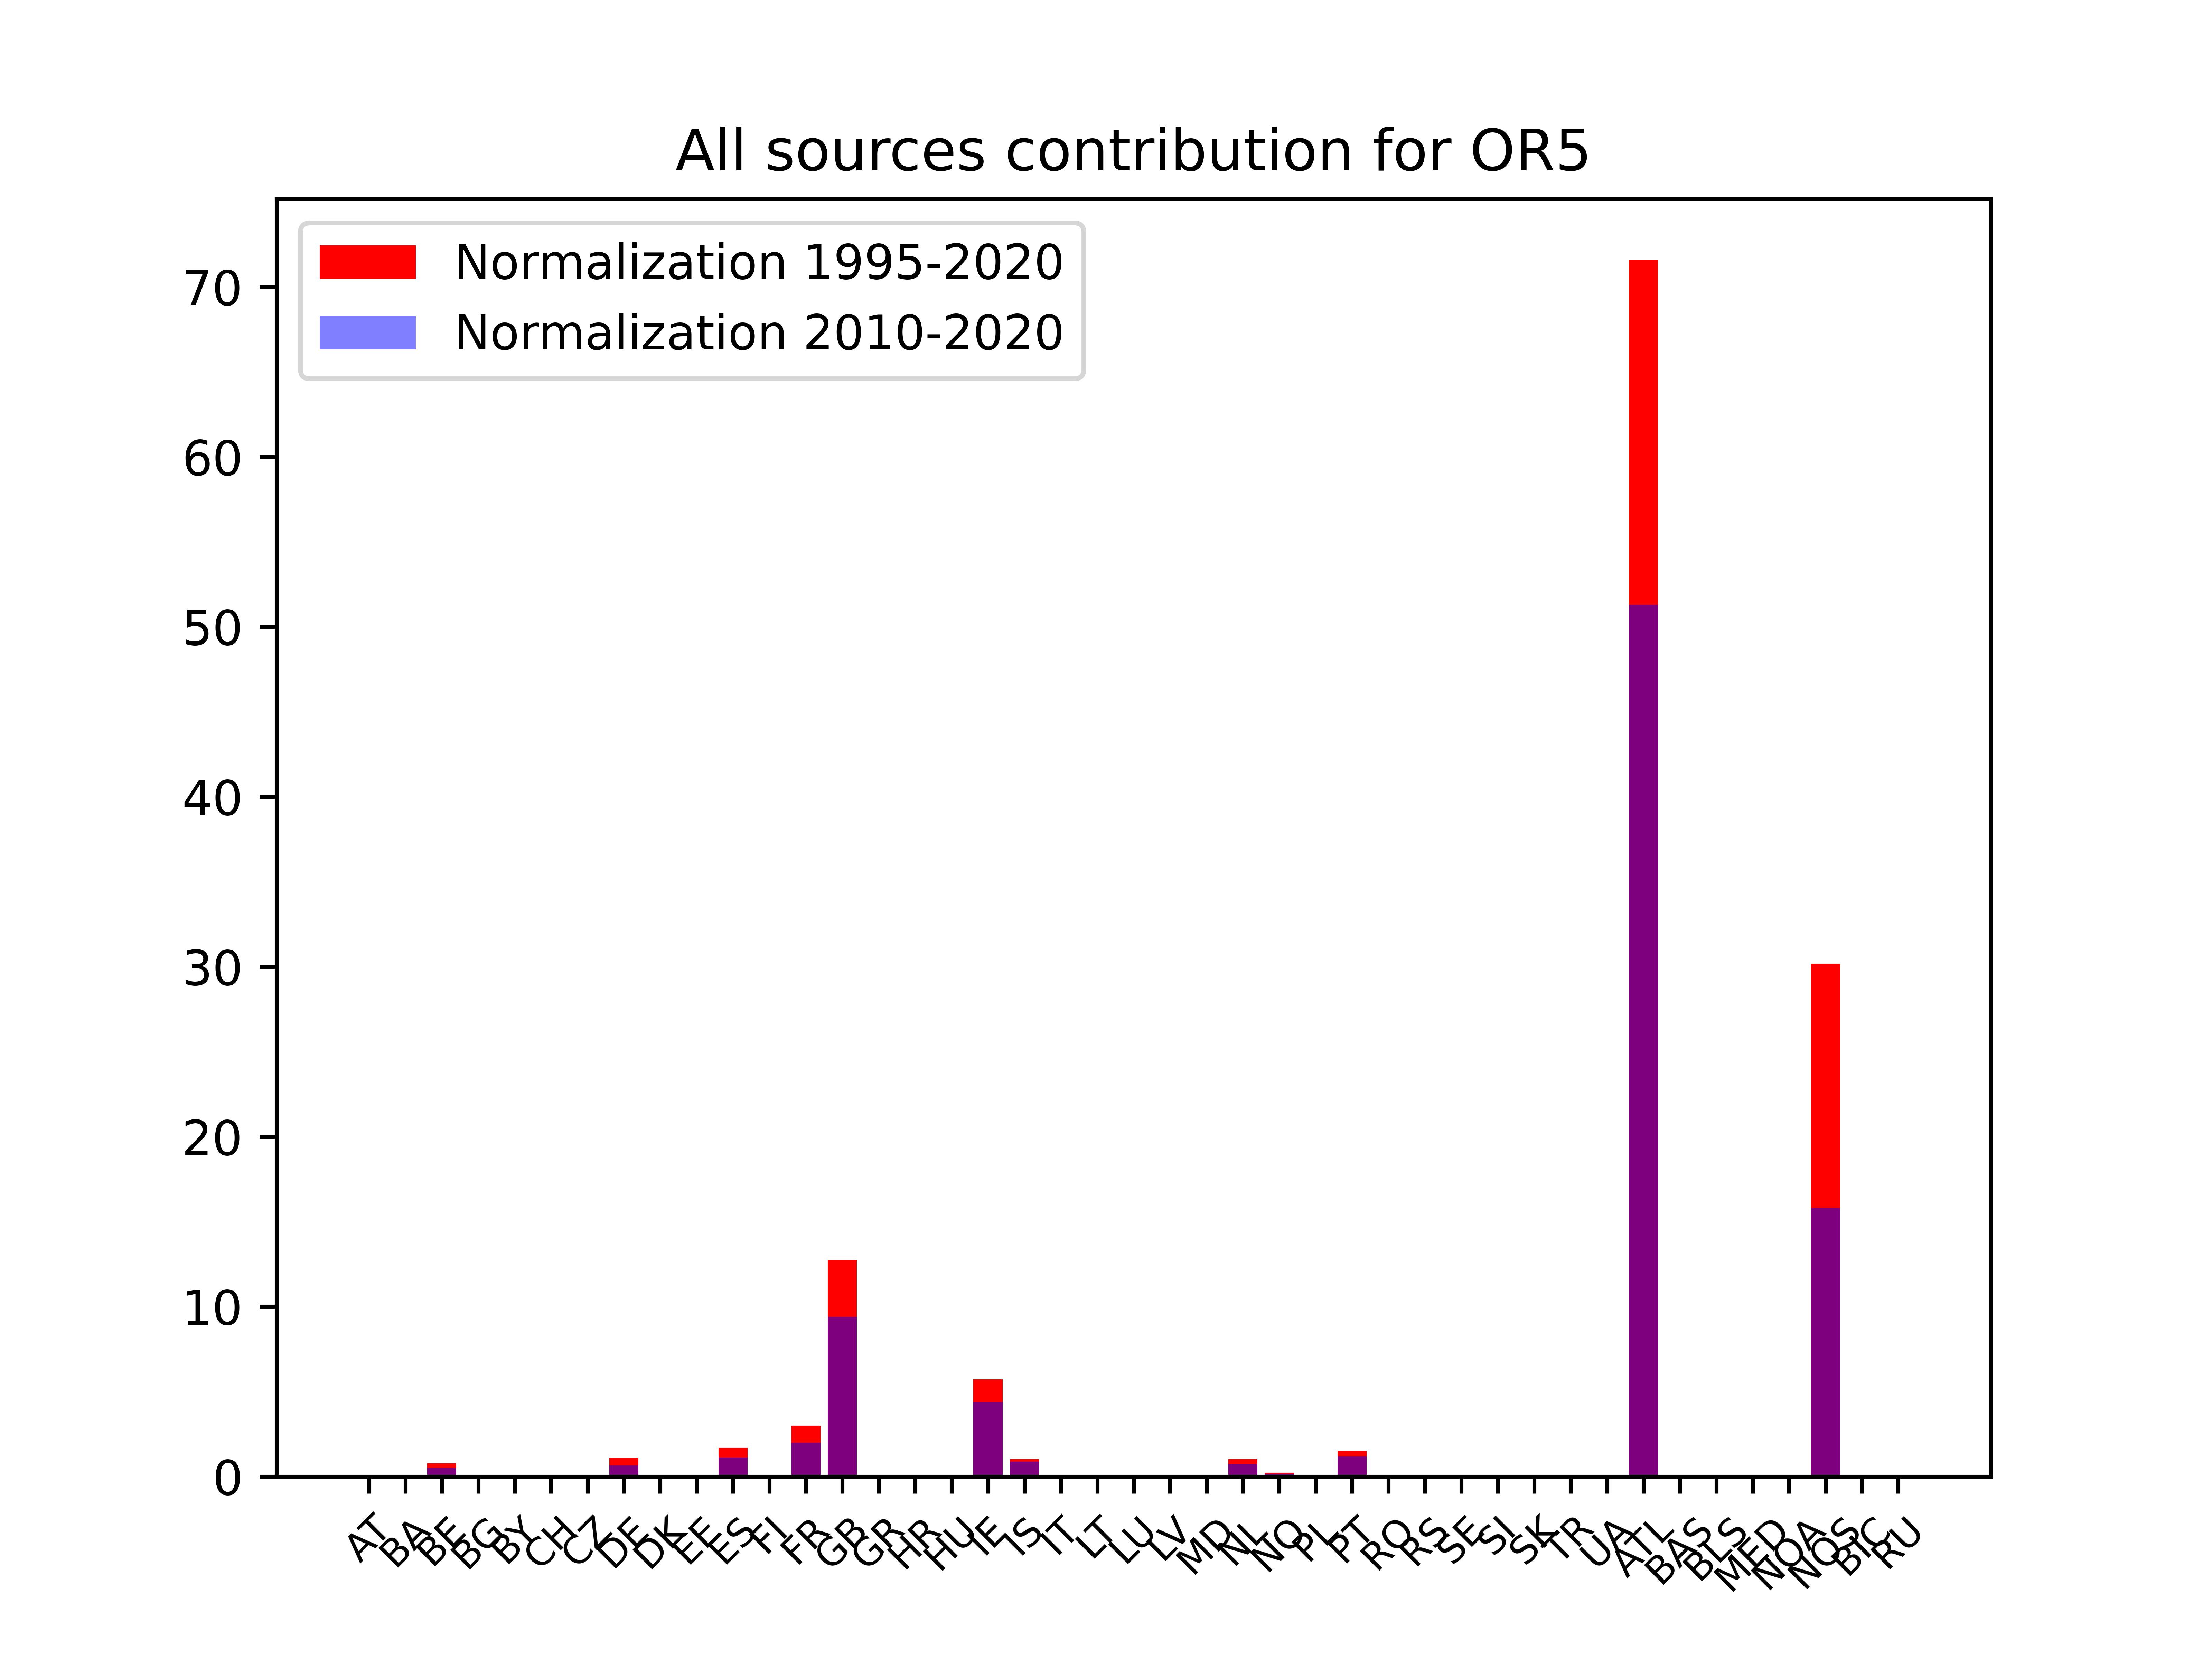 All sources contribution for OR5
Normalization 1995-2020
Normalization 2010-2020
70
60
50
40
30
20
10
0
AT
BA
BE
BG
BY
CH
CZ
DE
DK
EE
ES
FI
FR
GB
GR
HR
HU
IE
IS
IT
LT
LU
LV
MD
NL
NO
PL
PT
RO
RS
SE
SI
SK
TR
UA
ATL
BAS
BLS
MED
NOA
NOS
BIC
RU